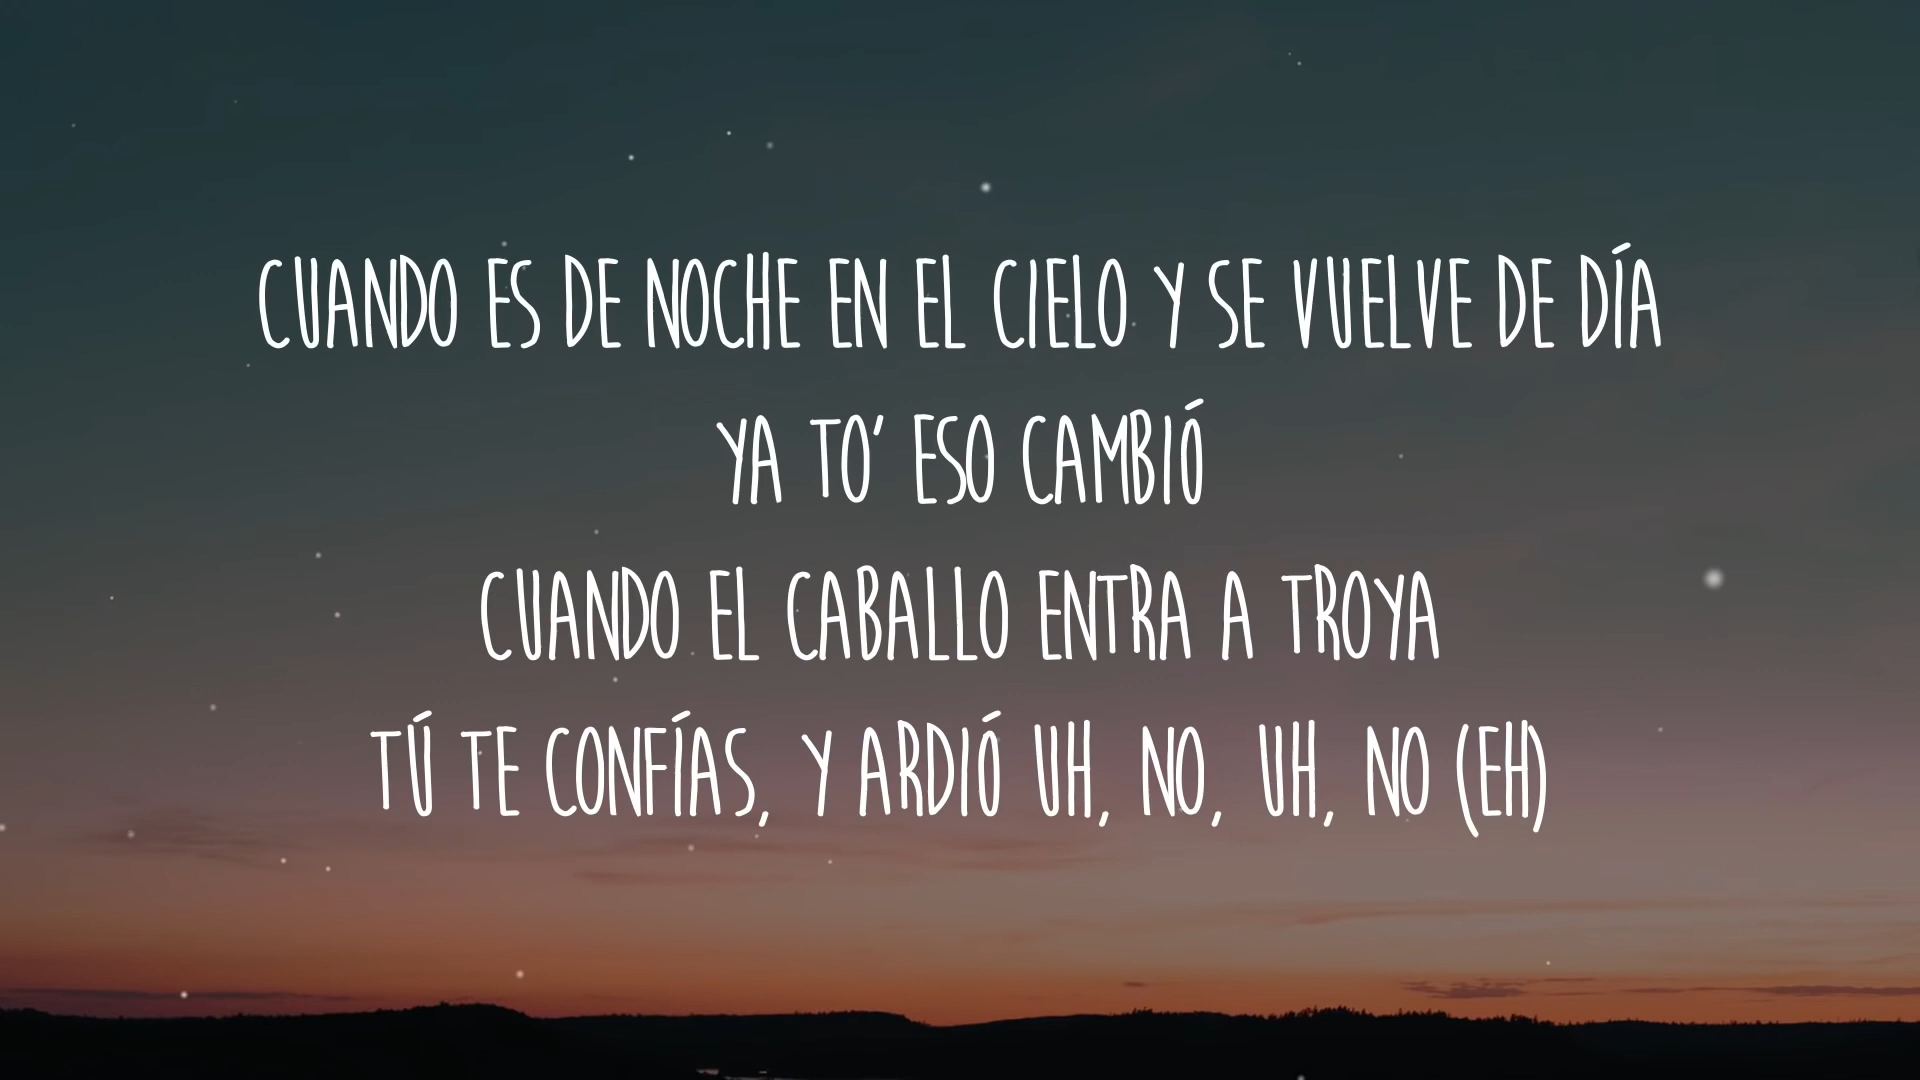 CUANDO ES DE NOCHE EN EL CIELO Y SE VUELVE DE DÍA
YA TO' ESO CAMBIÓ
CUANDO EL CABALLO ENTRA A TROYA
TÚ TE CONFÍAS, Y ARDIÓ UH, NO, UH, NO (EH)